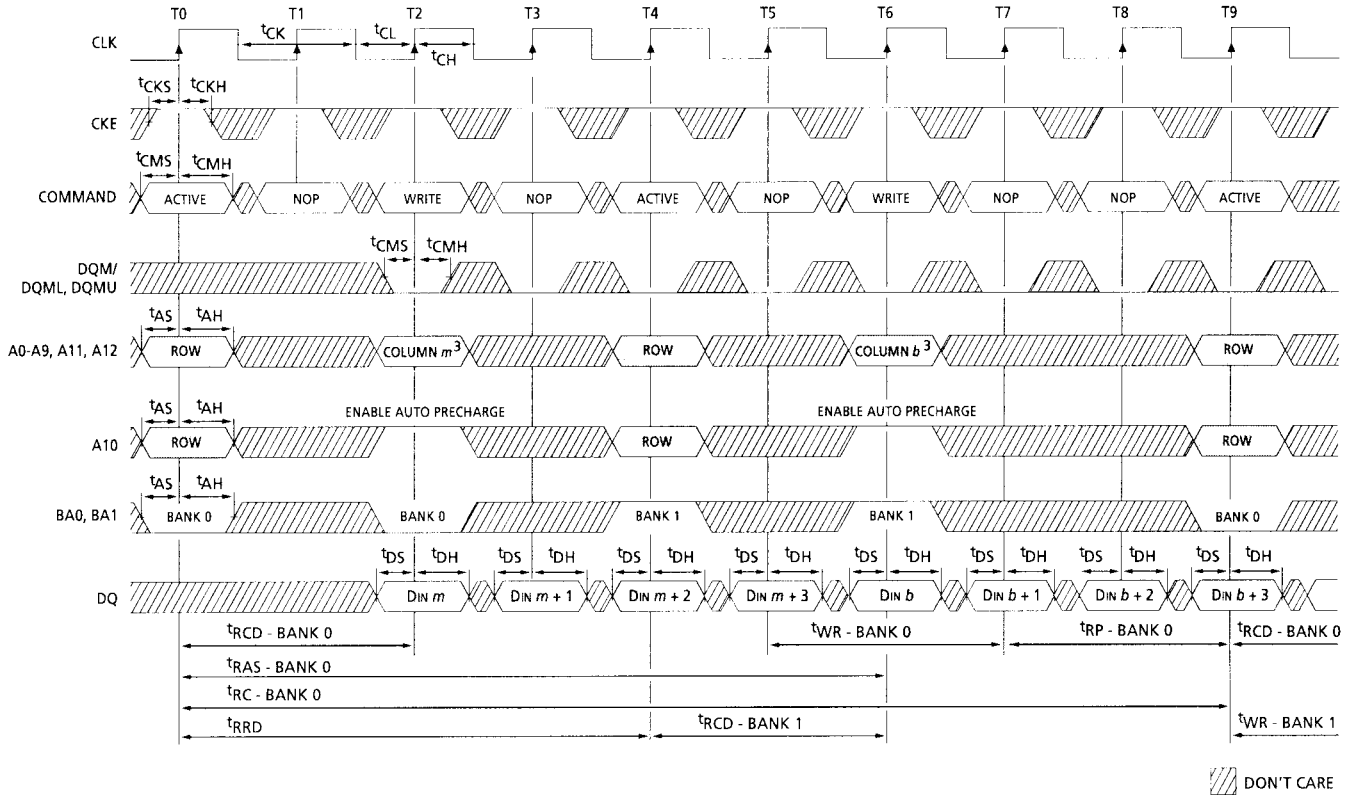 T0 T1 T2 T3 T4 T5 T6 T7 T8 T9
CLK tCK tCL tCH
tCKS tCKH
CKE
tCMS tCMH
COMMAND ACTIVE NOP WRITE NOP ACTIVE NOP WRITE NOP NOP ACTIVE
tCMS tCMH
DQM/
DQML, DQMU
tAS tAH
A0-A9, A11, A12 ROW COLUMN m3 ROW COLUMN b3 ROW
tAS tAH ENABLE AUTO PRECHARGE ENABLE AUTO PRECHARGE
A10 ROW ROW ROW
tAS tAH
BA0, BA1 BANK 0 BANK 0 BANK 1 BANK 1 BANK 0
tDS tDH tDS tDH tDS tDH tDS tDH tDS tDH tDS tDH tDS tDH tDS tDH
DQ DIN m DIN m + 1 DIN m + 2 DIN m + 3 DIN b DIN b + 1 DIN b + 2 DIN b + 3
tRCD - BANK 0 tWR - BANK 0 tRP - BANK 0 tRCD - BANK 0
tRAS - BANK 0
tRC - BANK 0
tRRD tRCD - BANK 1 tWR - BANK 1
DON'T CARE